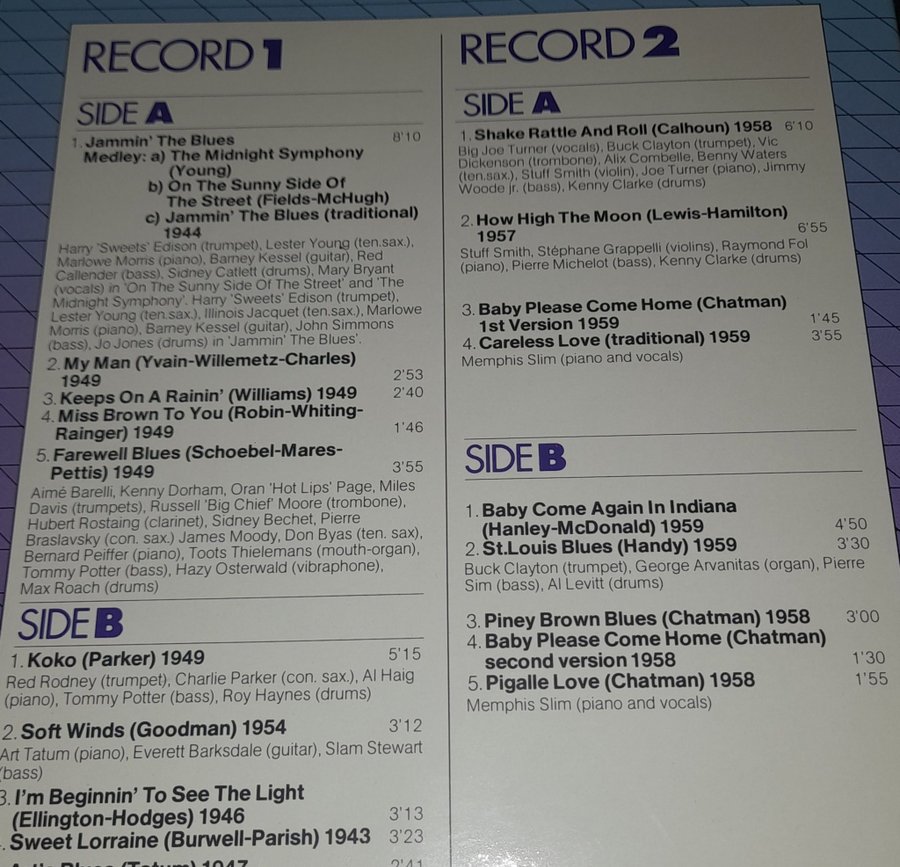 RECORD 1
SIDE A
1. Jammin' The Blues 8'10
Medley: a) The Midnight Symphony
(Young)
b) On The Sunny Side Of
The Street (Fields-McHugh)
c) Jammin' The Blues (traditional)
1944
Harry 'Sweets' Edison (trumpet), Lester Young (ten.sax.),
Marlowe Morris (piano), Barney Kessel (guitar), Red
Callender (bass), Sidney Catlett (drums), Mary Bryant
(vocals) in 'On The Sunny Side Of The Street' and 'The
Midnight Symphony'. Harry 'Sweets' Edison (trumpet),
Lester Young (ten.sax.), Illinois Jacquet (ten.sax.), Marlowe
Morris (piano), Barney Kessel (guitar), John Simmons
(bass), Jo Jones (drums) in 'Jammin' The Blues'.
2. My Man (Yvain-Willemetz-Charles)
1949 2'53
3. Keeps On A Rainin' (Williams) 1949 2'40
4. Miss Brown To You (Robin-Whiting-
Rainger) 1949 1'46
5. Farewell Blues (Schoebel-Mares-
Pettis) 1949 3'55
Aimé Barelli, Kenny Dorham, Oran 'Hot Lips' Page, Miles
Davis (trumpets), Russell 'Big Chief' Moore (trombone),
Hubert Rostaing (clarinet), Sidney Bechet, Pierre
Braslavsky (con. sax.) James Moody, Don Byas (ten. sax),
Bernard Peiffer (piano), Toots Thielemans (mouth-organ),
Tommy Potter (bass), Hazy Osterwald (vibraphone),
Max Roach (drums)
SIDE B
1. Koko (Parker) 1949 5'15
Red Rodney (trumpet), Charlie Parker (con. sax.), Al Haig
(piano), Tommy Potter (bass), Roy Haynes (drums)
2. Soft Winds (Goodman) 1954 3'12
Art Tatum (piano), Everett Barksdale (guitar), Slam Stewart
(bass)
3. I'm Beginnin' To See The Light
(Ellington-Hodges) 1946 3'13
. Sweet Lorraine (Burwell-Parish) 1943 3'23
Art's Blues (Tatum) 1947 2'41
RECORD 2
SIDE A
1. Shake Rattle And Roll (Calhoun) 1958 6'10
Big Joe Turner (vocals), Buck Clayton (trumpet), Vic
Dickenson (trombone), Alix Combelle, Benny Waters
(ten.sax.), Stuff Smith (violin), Joe Turner (piano), Jimmy
Woode jr. (bass), Kenny Clarke (drums)
2. How High The Moon (Lewis-Hamilton)
1957 6'55
Stuff Smith, Stéphane Grappelli (violins), Raymond Fol
(piano), Pierre Michelot (bass), Kenny Clarke (drums)
3. Baby Please Come Home (Chatman)
1st Version 1959 1'45
4. Careless Love (traditional) 1959 3'55
Memphis Slim (piano and vocals)
SIDE B
1. Baby Come Again In Indiana
(Hanley-McDonald) 1959 4'50
2. St.Louis Blues (Handy) 1959 3'30
Buck Clayton (trumpet), George Arvanitas (organ), Pierre
Sim (bass), Al Levitt (drums)
3. Piney Brown Blues (Chatman) 1958 3'00
4. Baby Please Come Home (Chatman)
second version 1958 1'30
5. Pigalle Love (Chatman) 1958 1'55
Memphis Slim (piano and vocals)